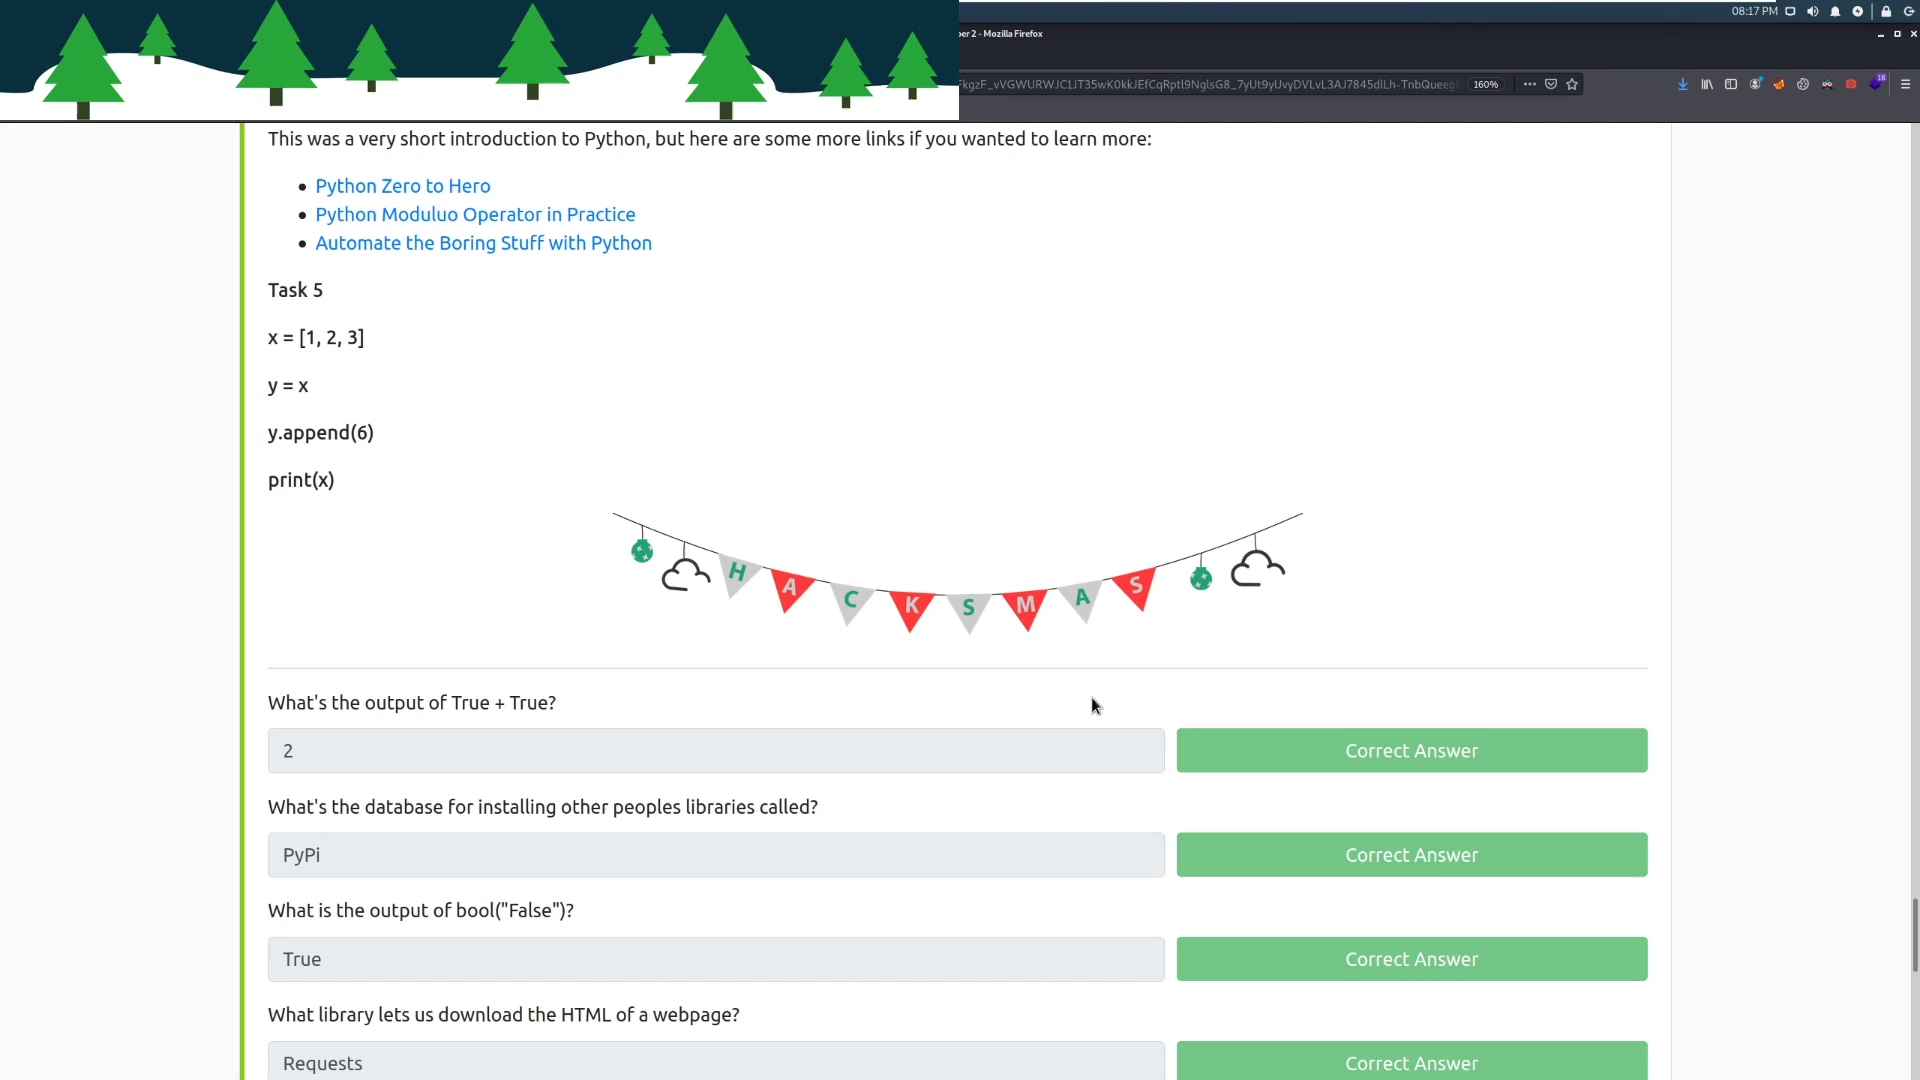 08:17 PM
per 2 - Mozilla Firefox
160%
18
This was a very short introduction to Python, but here are some more links if you wanted to learn more:
Python Zero to Hero
Python Moduluo Operator in Practice
Automate the Boring Stuff with Python
Task 5
x = [1, 2, 3]
y = x
y.append(6)
print(x)
HACKSMAS
What's the output of True + True?
2
Correct Answer
What's the database for installing other peoples libraries called?
PyPi
Correct Answer
What is the output of bool("False")?
True
Correct Answer
What library lets us download the HTML of a webpage?
Requests
Correct Answer